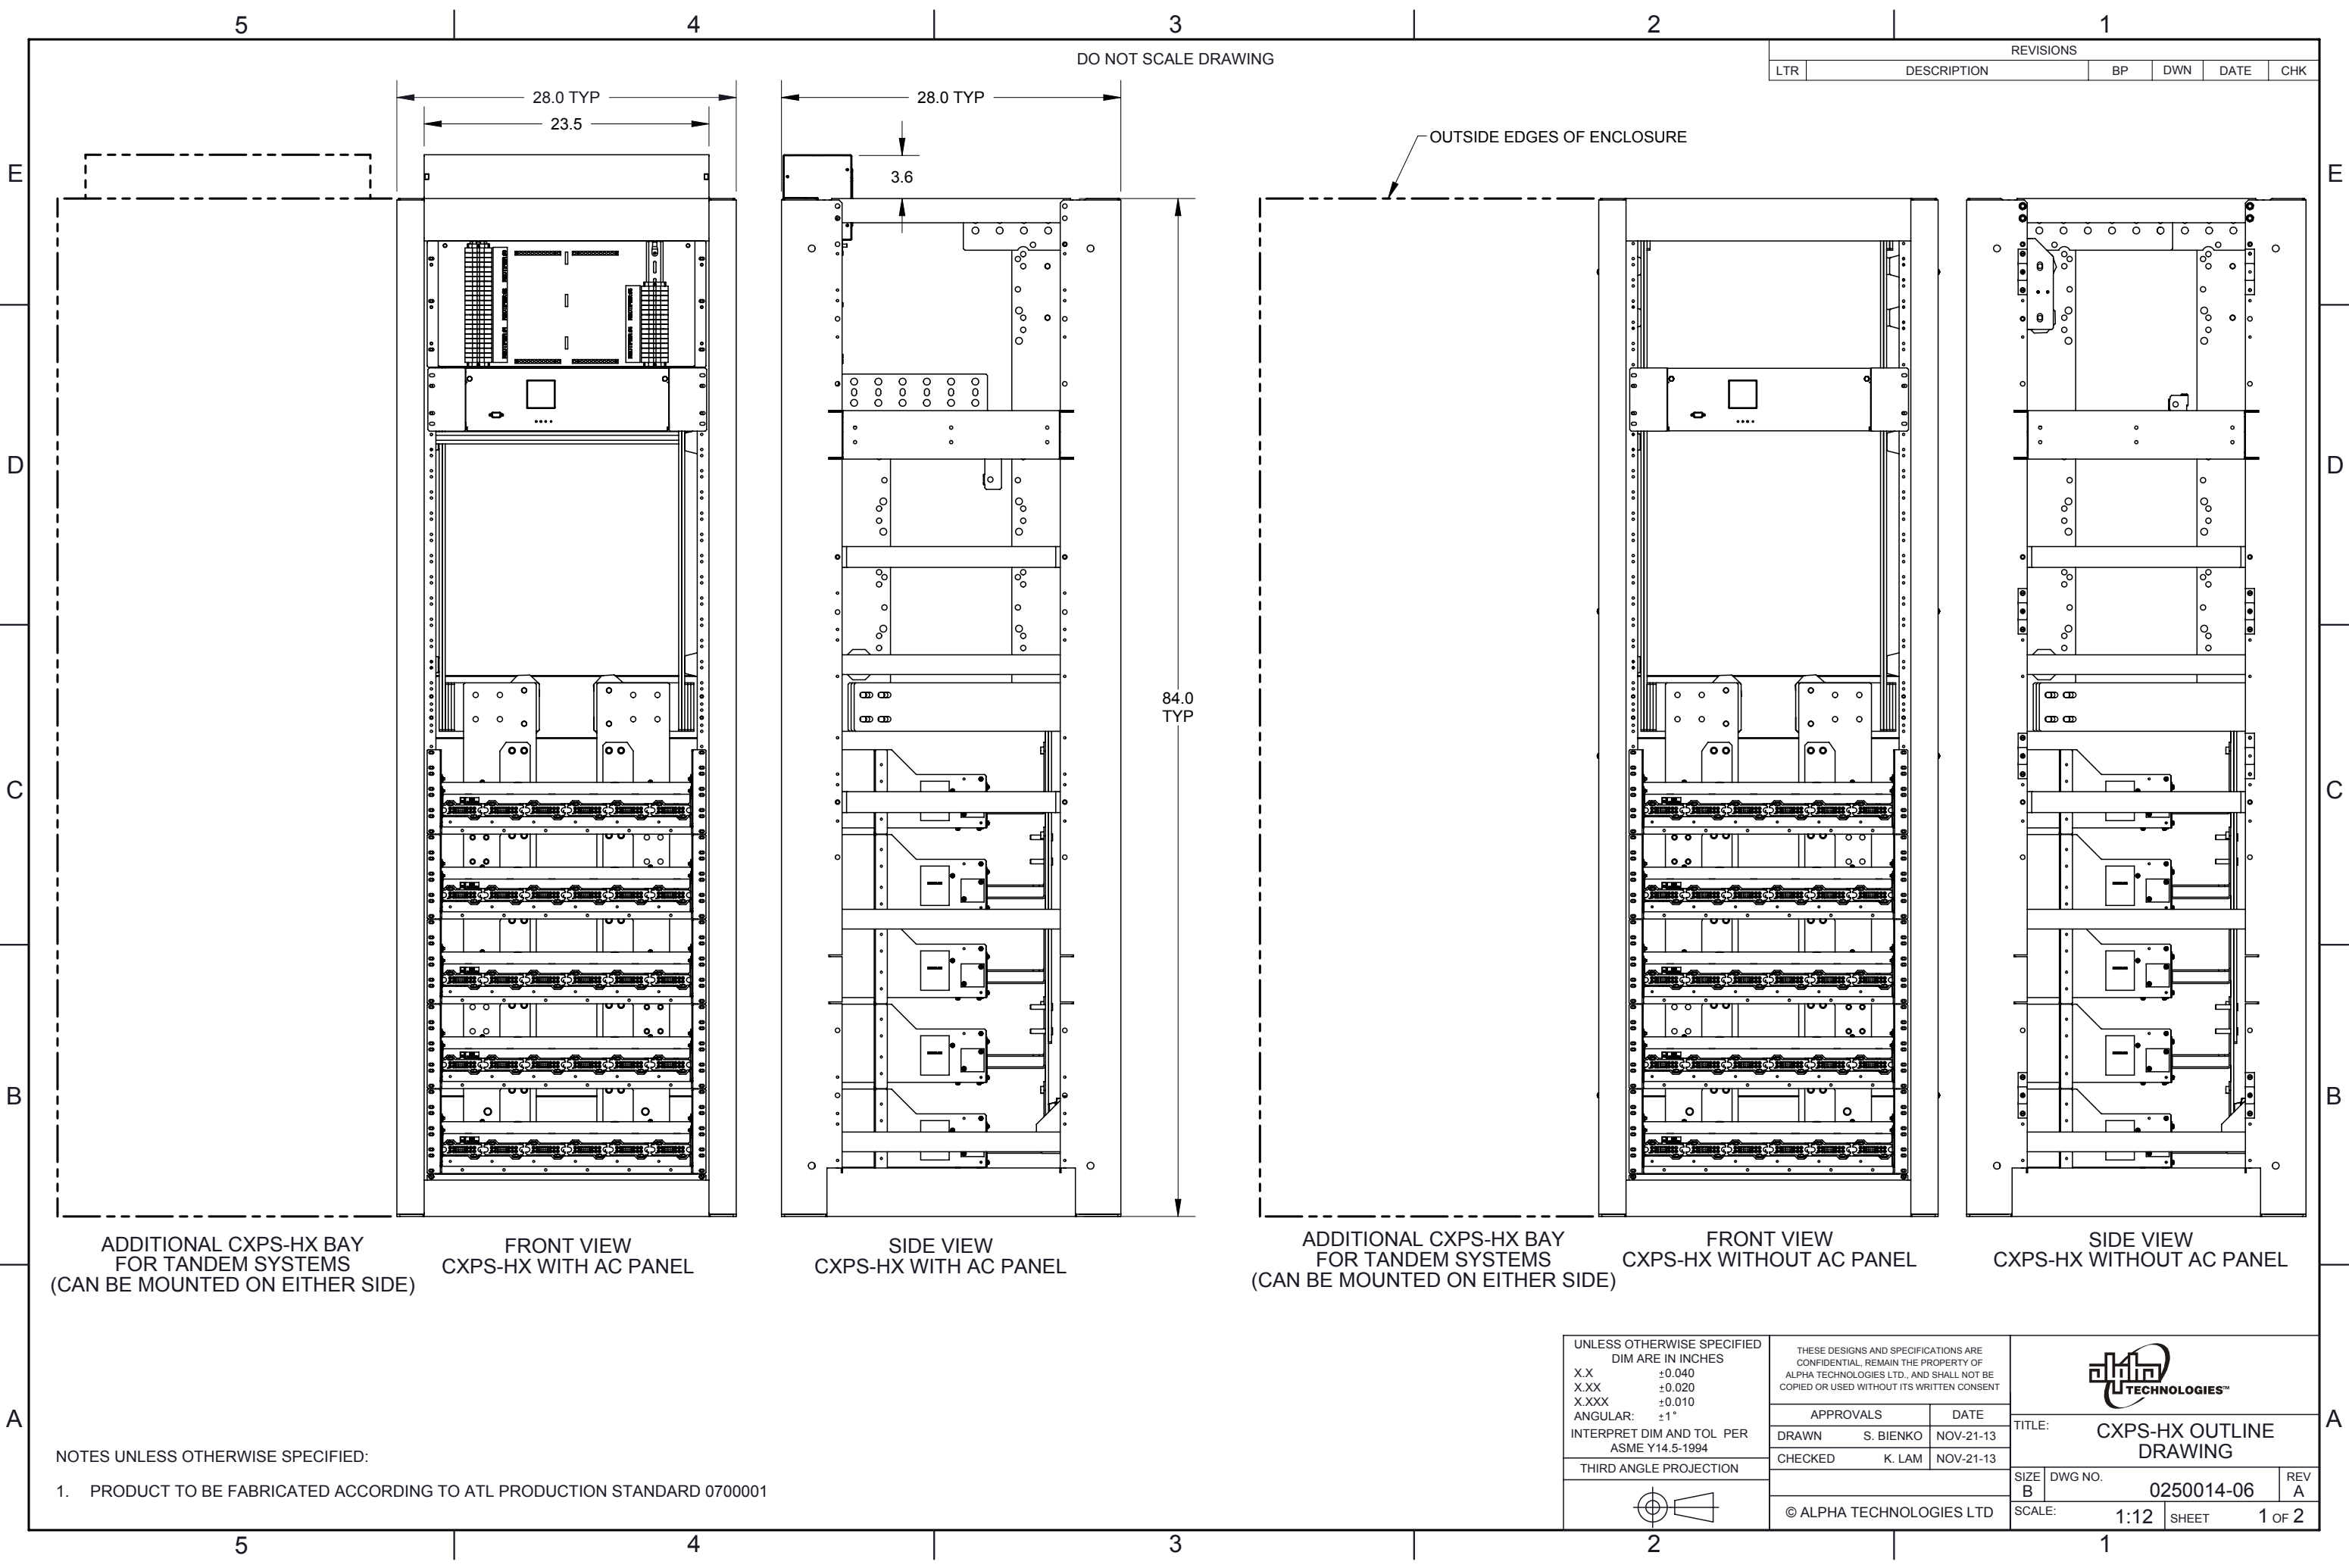 5
4
3
2
1
DO NOT SCALE DRAWING
REVISIONS
LTR DESCRIPTION BP DWN DATE CHK
28.0 TYP
28.0 TYP
23.5
OUTSIDE EDGES OF ENCLOSURE
E
3.6
E
D
D
84.0
TYP
C
C
B
B
ADDITIONAL CXPS-HX BAY
FOR TANDEM SYSTEMS
(CAN BE MOUNTED ON EITHER SIDE)
FRONT VIEW
CXPS-HX WITH AC PANEL
SIDE VIEW
CXPS-HX WITH AC PANEL
ADDITIONAL CXPS-HX BAY
FOR TANDEM SYSTEMS
(CAN BE MOUNTED ON EITHER SIDE)
FRONT VIEW
CXPS-HX WITHOUT AC PANEL
SIDE VIEW
CXPS-HX WITHOUT AC PANEL
A
A
NOTES UNLESS OTHERWISE SPECIFIED:
1. PRODUCT TO BE FABRICATED ACCORDING TO ATL PRODUCTION STANDARD 0700001
UNLESS OTHERWISE SPECIFIED
DIM ARE IN INCHES
X.X ±0.040
X.XX ±0.020
X.XXX ±0.010
ANGULAR: ±1°
INTERPRET DIM AND TOL PER
ASME Y14.5-1994
THIRD ANGLE PROJECTION
THESE DESIGNS AND SPECIFICATIONS ARE
CONFIDENTIAL, REMAIN THE PROPERTY OF
ALPHA TECHNOLOGIES LTD., AND SHALL NOT BE
COPIED OR USED WITHOUT ITS WRITTEN CONSENT
APPROVALS DATE
DRAWN S. BIENKO NOV-21-13
CHECKED K. LAM NOV-21-13
© ALPHA TECHNOLOGIES LTD
alpha
TECHNOLOGIES™
TITLE: CXPS-HX OUTLINE
DRAWING
SIZE DWG NO. REV
B 0250014-06 A
SCALE: 1:12 SHEET 1 OF 2
5
4
3
2
1